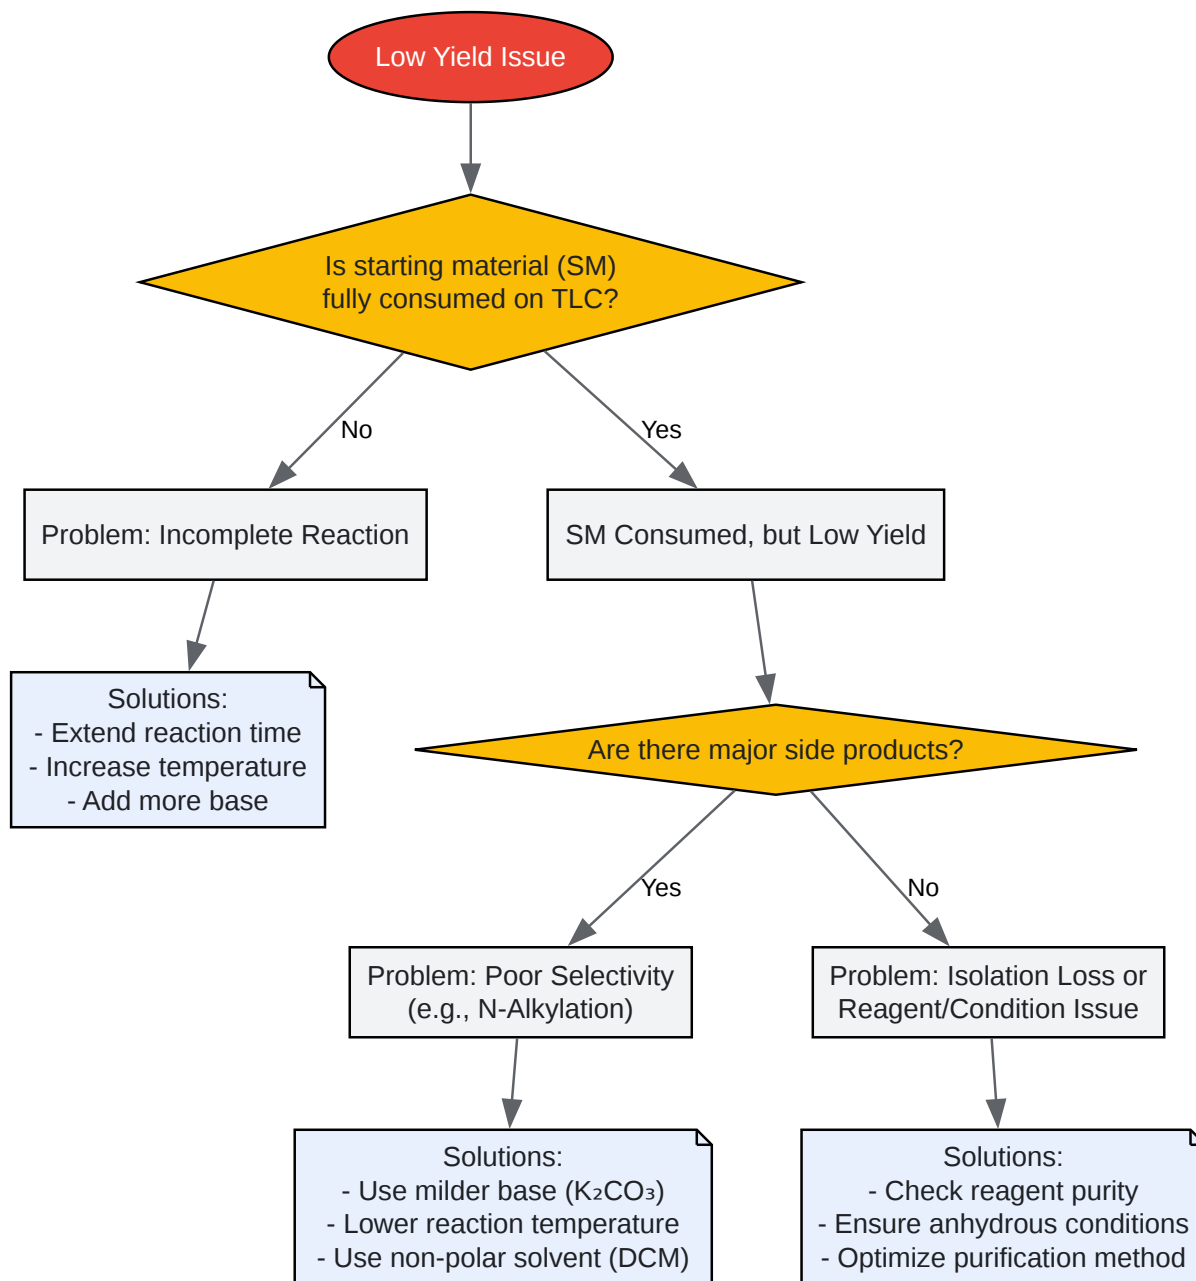 Low Yield Issue
Is starting material (SM)
fully consumed on TLC?
No
Yes
Problem: Incomplete Reaction
SM Consumed, but Low Yield
Solutions:
- Extend reaction time
- Increase temperature
- Add more base
Are there major side products?
Yes
No
Problem: Poor Selectivity
(e.g., N-Alkylation)
Problem: Isolation Loss or
Reagent/Condition Issue
Solutions:
- Use milder base (K₂CO₃)
- Lower reaction temperature
- Use non-polar solvent (DCM)
Solutions:
- Check reagent purity
- Ensure anhydrous conditions
- Optimize purification method